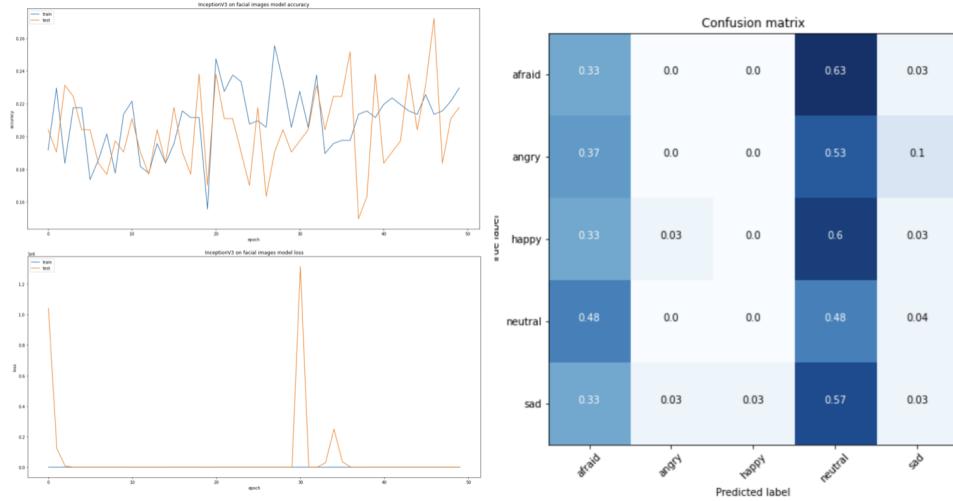 InceptionV3 on facial images model accuracy
train
test
0.26
0.24
0.22
0.20
0.18
0.16
accuracy
0 10 20 30 40 50
epoch
InceptionV3 on facial images model loss
1e6
train
test
1.2
1.0
0.8
0.6
0.4
0.2
0.0
loss
0 10 20 30 40 50
epoch
Confusion matrix
afraid 0.33 0.0 0.0 0.63 0.03
angry 0.37 0.0 0.0 0.53 0.1
happy 0.33 0.03 0.0 0.6 0.03
neutral 0.48 0.0 0.0 0.48 0.04
sad 0.33 0.03 0.03 0.57 0.03
label
afraid angry happy neutral sad
Predicted label